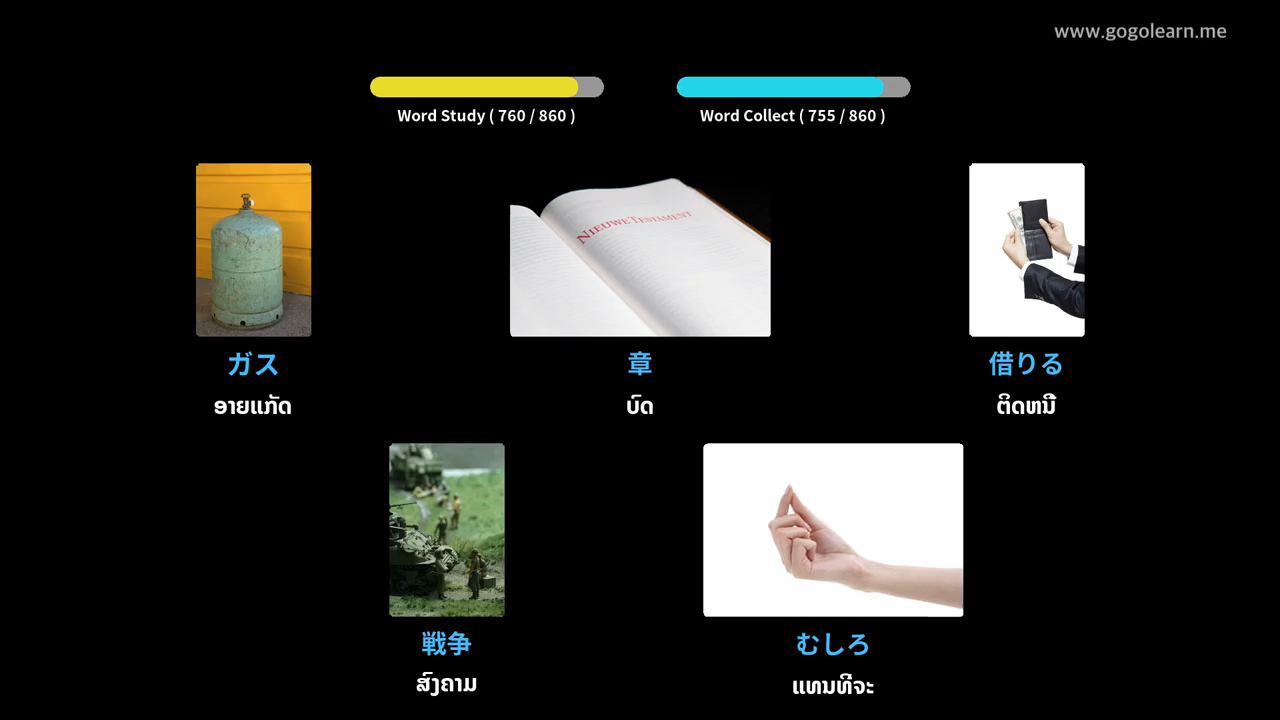 www.gogolearn.me
Word Study ( 760 / 860 )
Word Collect ( 755 / 860 )
NIEUWE TESTAMENT
ガス
ອາຍແກັດ
章
ບົດ
借りる
ຕິດຫນີ້
戦争
ສົງຄາມ
むしろ
ແທນທີ່ຈະ